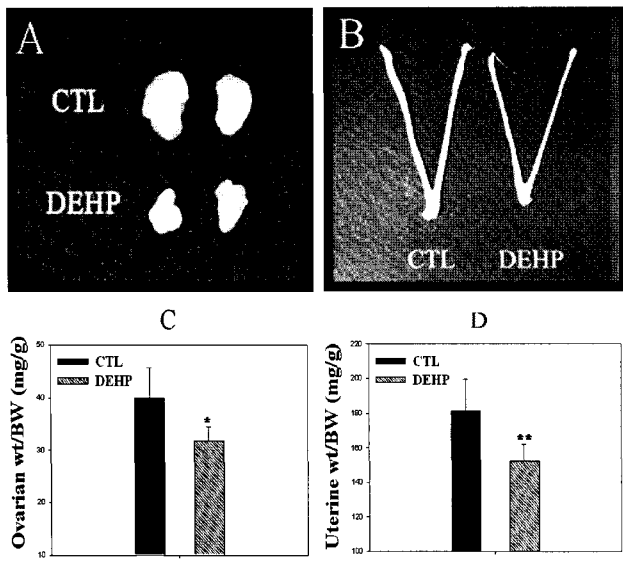 A
CTL
DEHP
B
CTL DEHP
C
Ovarian wt/BW (mg/g)
50
40
30
20
10
CTL
DEHP
*
D
Uterine wt/BW (mg/g)
200
180
160
140
120
100
CTL
DEHP
**